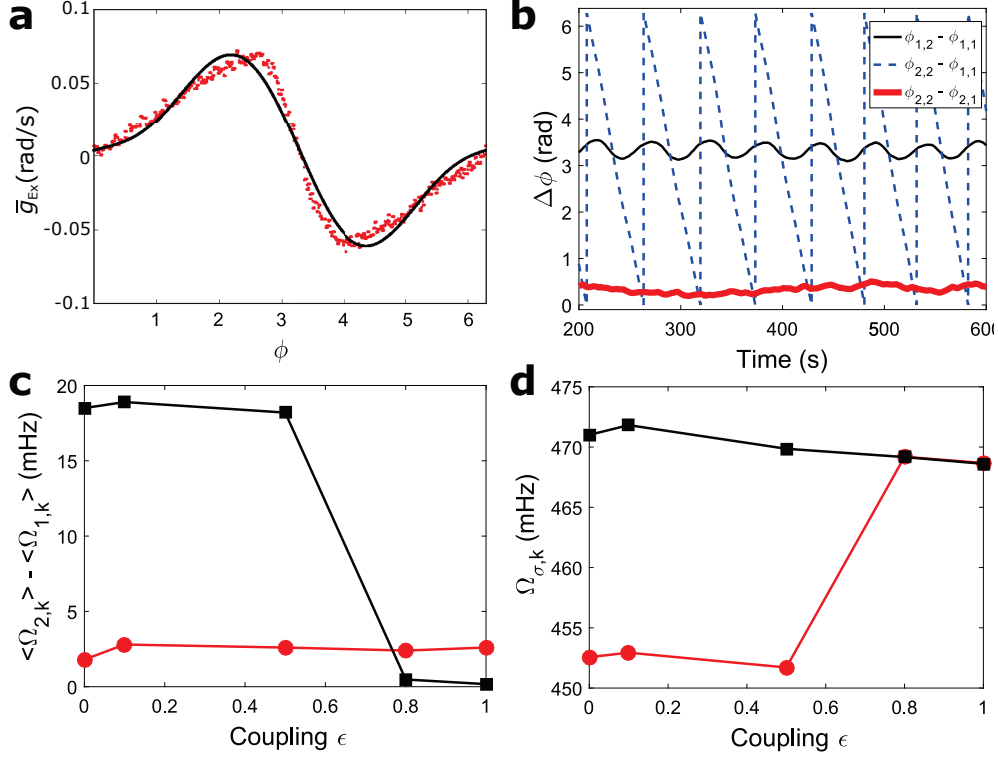 a
0.1
0.05
0
-0.05
-0.1
1 2 3 4 5 6
g̅Ex(rad/s)
ϕ
b
6
5
4
3
2
1
0
200 300 400 500 600
Δϕ (rad)
Time (s)
ϕ1,2 - ϕ1,1
ϕ2,2 - ϕ1,1
ϕ2,2 - ϕ2,1
c
20
15
10
5
0
0 0.2 0.4 0.6 0.8 1
<Ω2,k> - <Ω1,k> (mHz)
Coupling ϵ
d
475
470
465
460
455
450
0 0.2 0.4 0.6 0.8 1
Ωσ,k (mHz)
Coupling ϵ